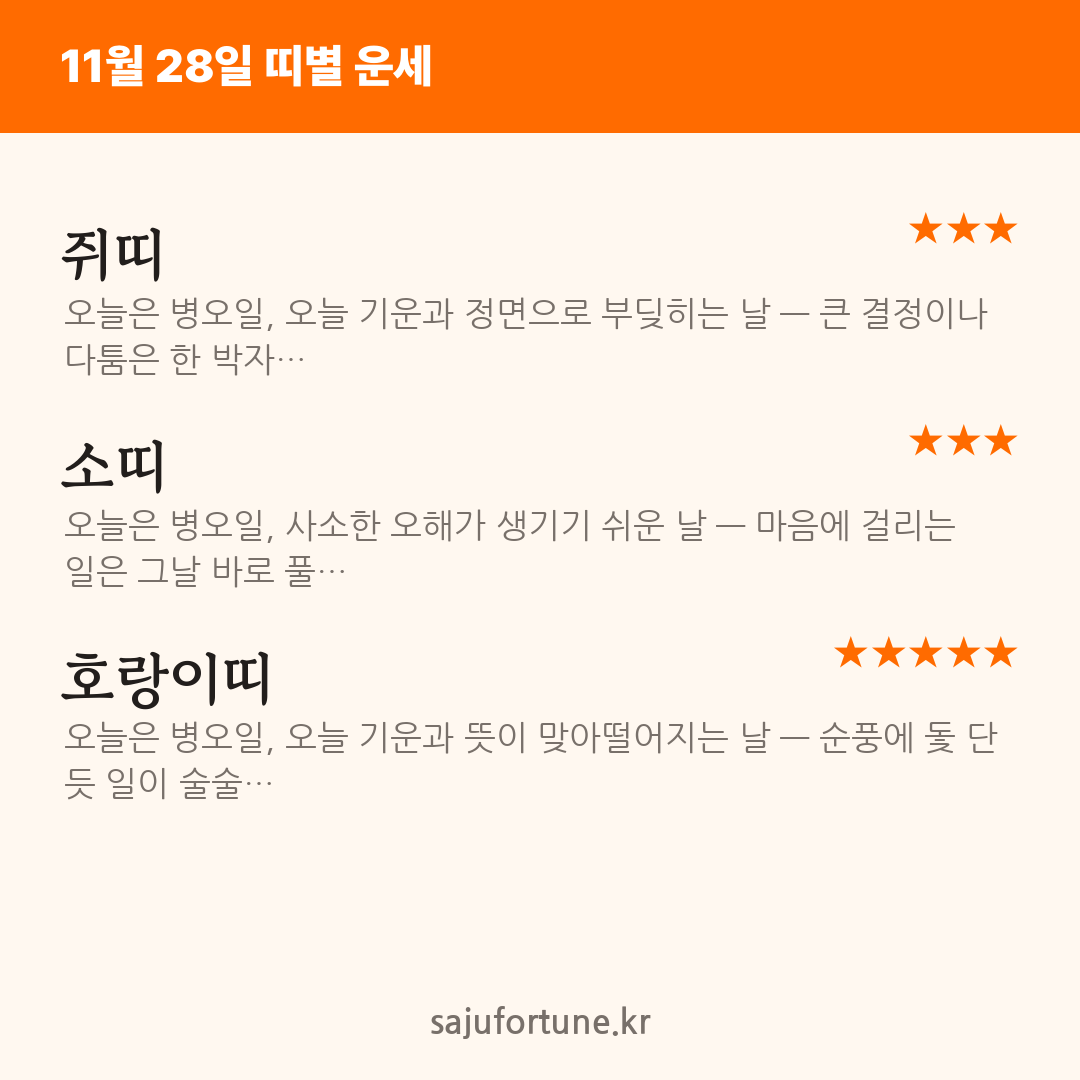 11월 28일 띠별 운세
쥐띠
★★★
오늘은 병오일, 오늘 기운과 정면으로 부딪히는 날 — 큰 결정이나
다툼은 한 박자…
소띠
★★★
오늘은 병오일, 사소한 오해가 생기기 쉬운 날 — 마음에 걸리는
일은 그날 바로 풀…
호랑이띠
★★★★★
오늘은 병오일, 오늘 기운과 뜻이 맞아떨어지는 날 — 순풍에 돛 단
듯 일이 술술…
sajufortune.kr